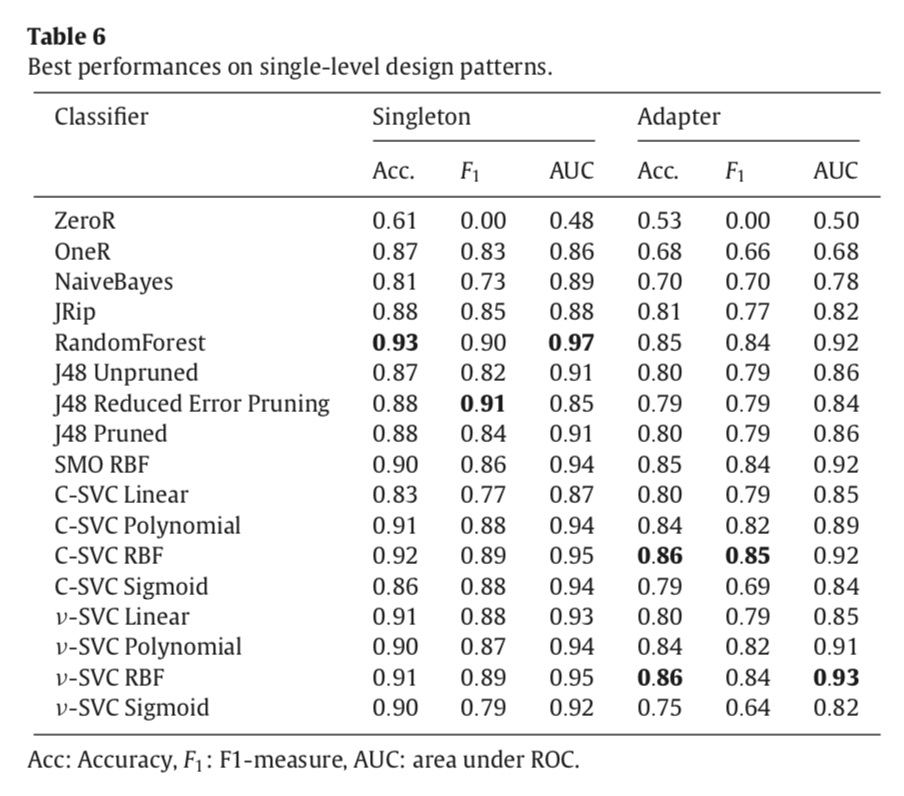 Table 6
Best performances on single-level design patterns.
Classifier Singleton Adapter
Acc. F1 AUC Acc. F1 AUC
ZeroR 0.61 0.00 0.48 0.53 0.00 0.50
OneR 0.87 0.83 0.86 0.68 0.66 0.68
NaiveBayes 0.81 0.73 0.89 0.70 0.70 0.78
JRip 0.88 0.85 0.88 0.81 0.77 0.82
RandomForest 0.93 0.90 0.97 0.85 0.84 0.92
J48 Unpruned 0.87 0.82 0.91 0.80 0.79 0.86
J48 Reduced Error Pruning 0.88 0.91 0.85 0.79 0.79 0.84
J48 Pruned 0.88 0.84 0.91 0.80 0.79 0.86
SMO RBF 0.90 0.86 0.94 0.85 0.84 0.92
C-SVC Linear 0.83 0.77 0.87 0.80 0.79 0.85
C-SVC Polynomial 0.91 0.88 0.94 0.84 0.82 0.89
C-SVC RBF 0.92 0.89 0.95 0.86 0.85 0.92
C-SVC Sigmoid 0.86 0.88 0.94 0.79 0.69 0.84
ν-SVC Linear 0.91 0.88 0.93 0.80 0.79 0.85
ν-SVC Polynomial 0.90 0.87 0.94 0.84 0.82 0.91
ν-SVC RBF 0.91 0.89 0.95 0.86 0.84 0.93
ν-SVC Sigmoid 0.90 0.79 0.92 0.75 0.64 0.82
Acc: Accuracy, F1: F1-measure, AUC: area under ROC.